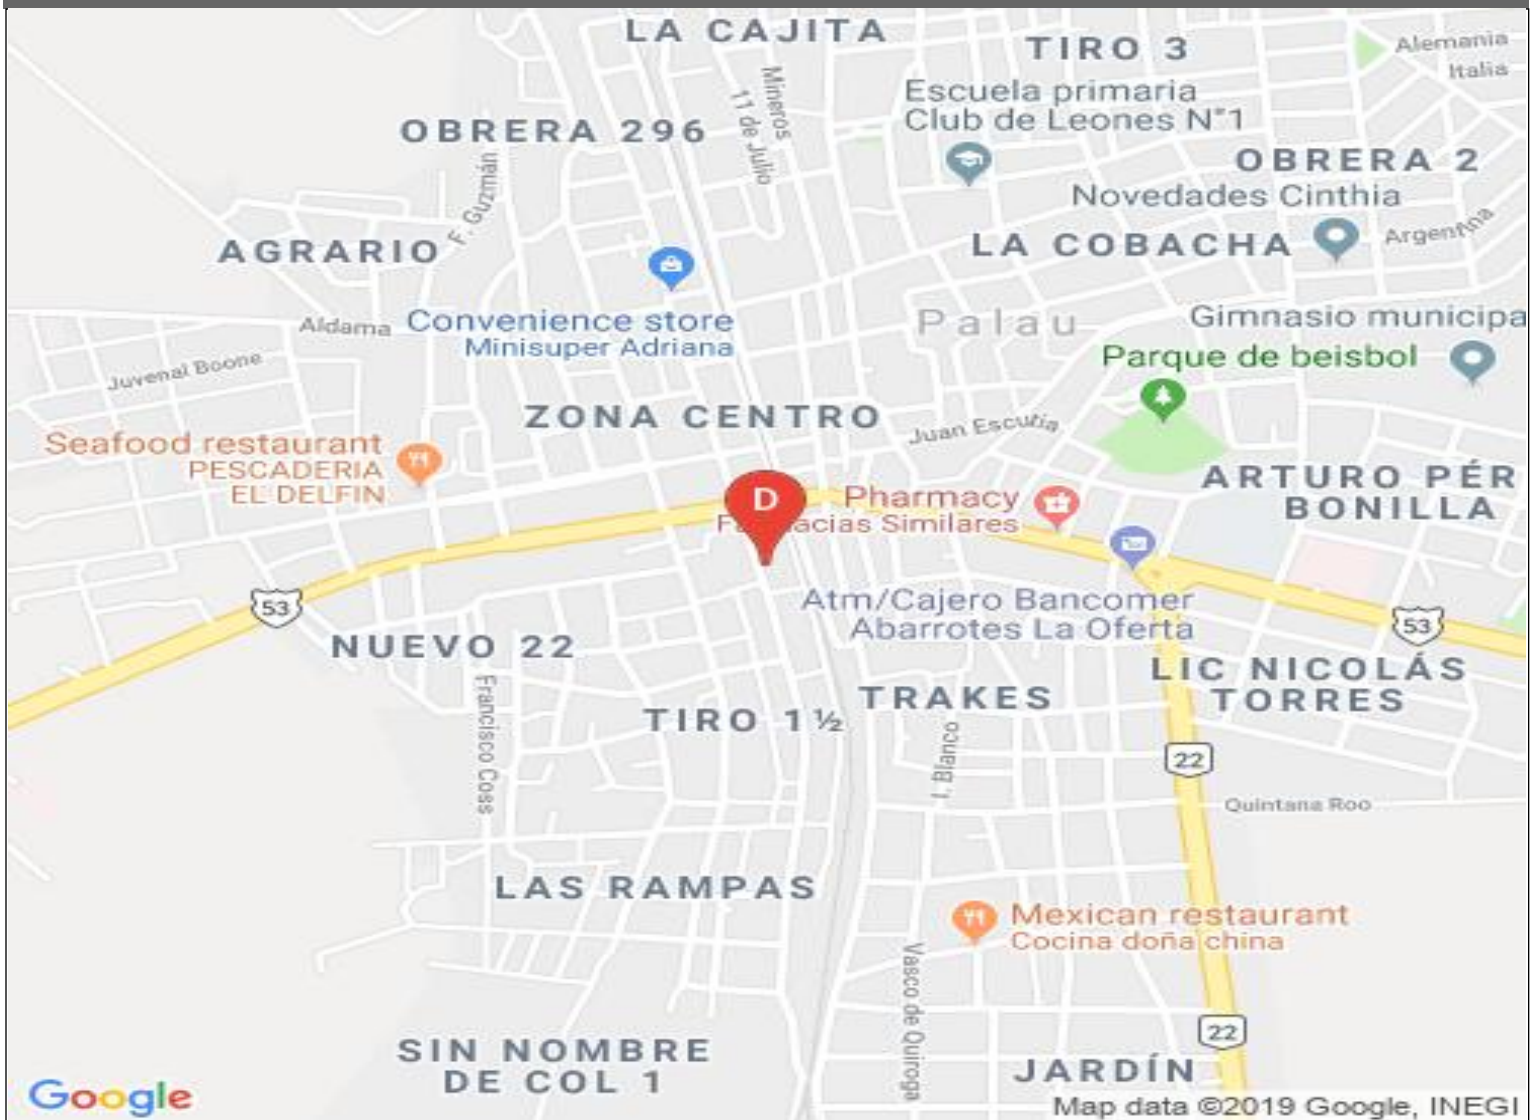 LA CAJITA
TIRO 3
Alemania
Italia
Mineros
11 de Julio
Escuela primaria
Club de Leones N°1
OBRERA 296
OBRERA 2
F. Guzmán
Novedades Cinthia
Argentina
AGRARIO
LA COBACHA
Aldama
Convenience store
Minisuper Adriana
Palau
Gimnasio municipa
Juvenal Boone
Parque de beisbol
ZONA CENTRO
Juan Escutia
Seafood restaurant
PESCADERIA
EL DELFIN
ARTURO PÉR
BONILLA
D
Pharmacy
Similares
53
Atm/Cajero Bancomer
Abarrotes La Oferta
53
NUEVO 22
LIC NICOLÁS
TORRES
Francisco Coss
TRAKES
TIRO 1½
I. Blanco
22
Quintana Roo
LAS RAMPAS
Mexican restaurant
Cocina doña china
Vasco de Quiroga
22
SIN NOMBRE
DE COL 1
JARDÍN
Google
Map data ©2019 Google, INEGI